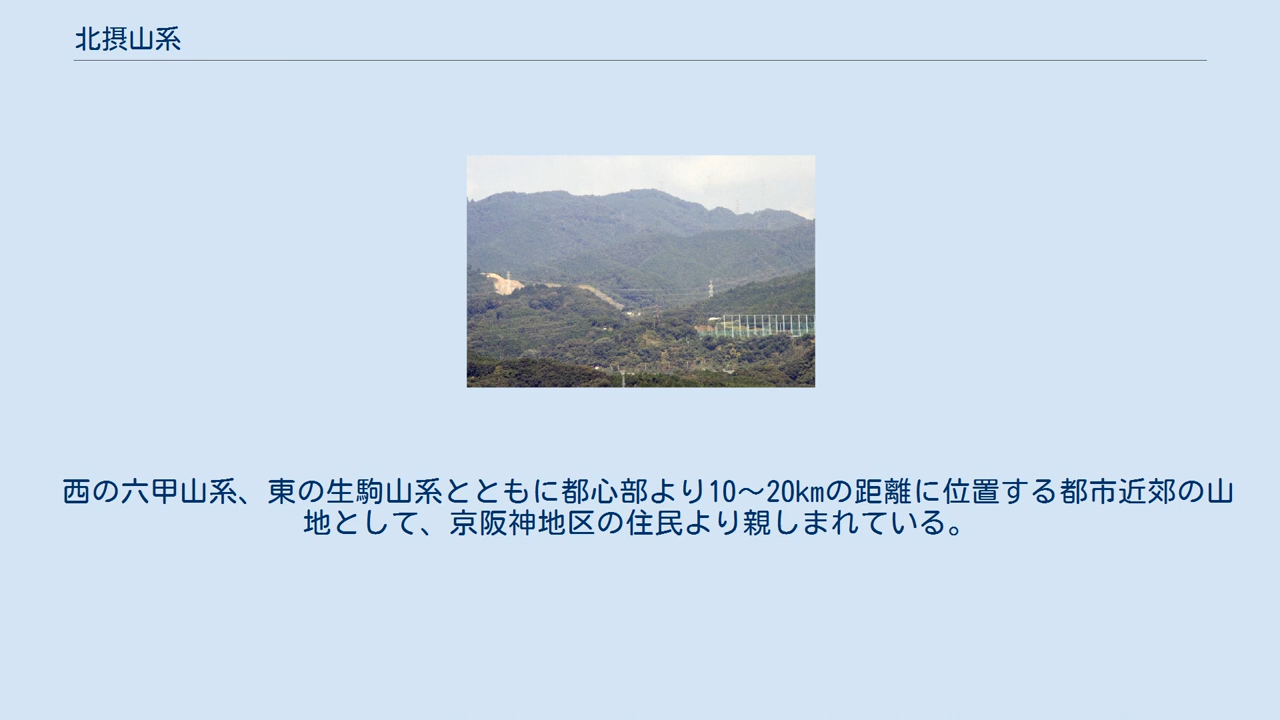 北摂山系
西の六甲山系、東の生駒山系とともに都心部より10～20kmの距離に位置する都市近郊の山
地として、京阪神地区の住民より親しまれている。